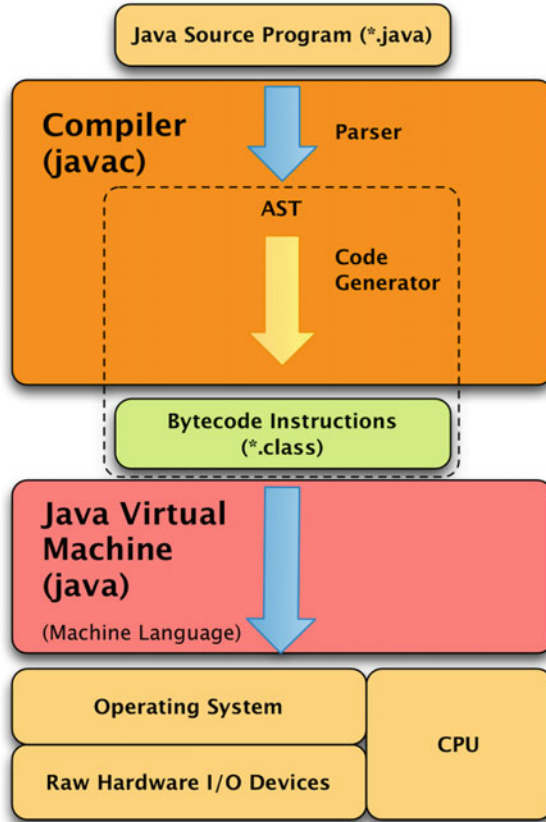 Java Source Program (*.java)
Compiler
(javac)
Parser
AST
Code
Generator
Bytecode Instructions
(*.class)
Java Virtual
Machine
(java)
(Machine Language)
Operating System
CPU
Raw Hardware I/O Devices